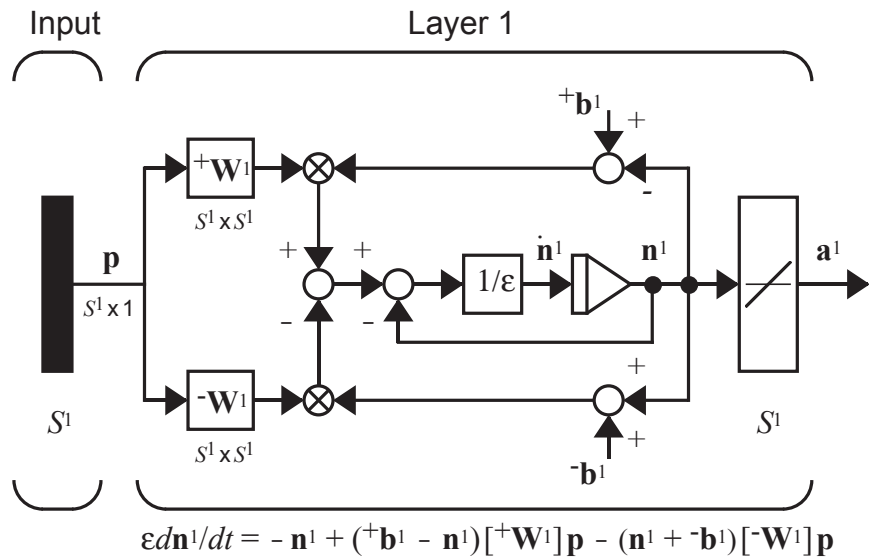 Input Layer 1
⁺b¹
+
⁺W¹
-
S¹ x S¹
+ + ṅ¹ n¹ a¹
p
1/ε
S¹ x 1
- -
+
⁻W¹
S¹ S¹
+
S¹ x S¹
⁻b¹
εdn¹/dt = - n¹ + (⁺b¹ - n¹)[⁺W¹]p - (n¹ + ⁻b¹)[⁻W¹]p